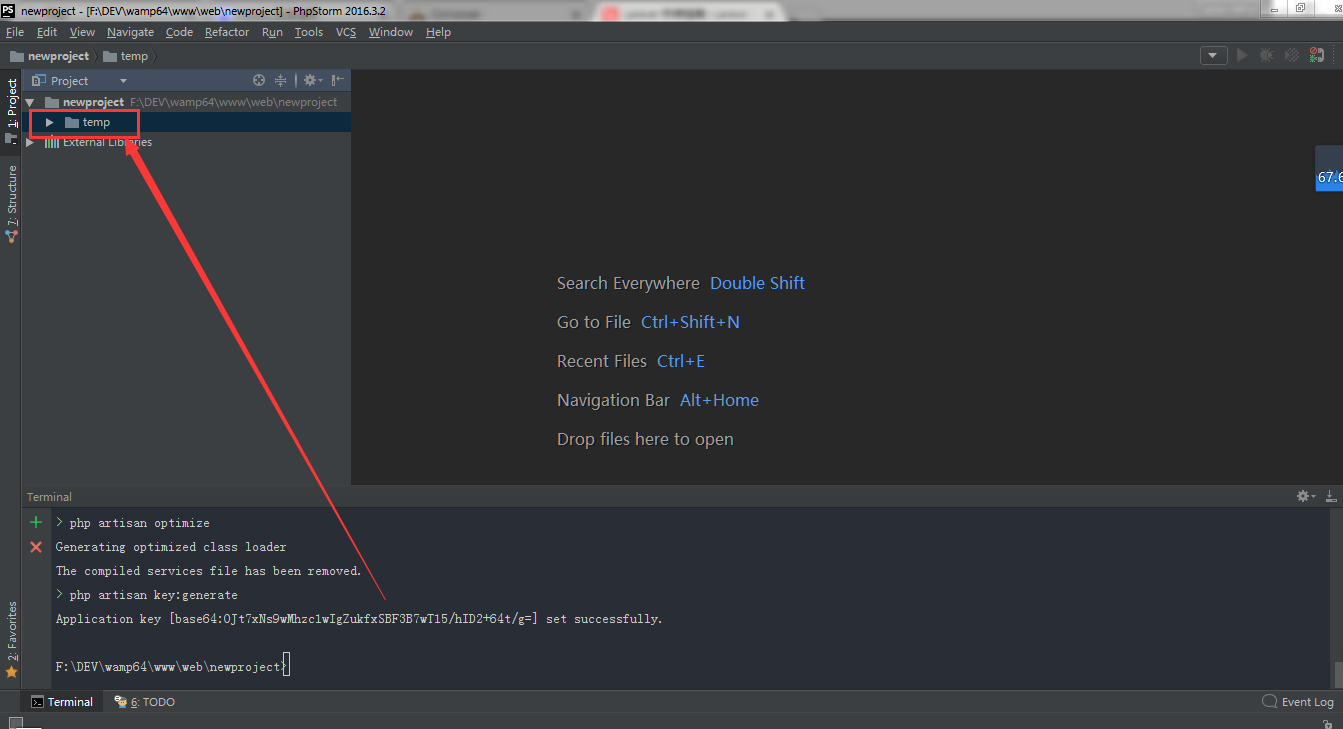 PS newproject - [F:\DEV\wamp64\www\web\newproject] - PhpStorm 2016.3.2
File Edit View Navigate Code Refactor Run Tools VCS Window Help
newproject temp
Project
newproject F:\DEV\wamp64\www\web\newproject
temp
External Libraries
1: Project
7: Structure
2: Favorites
67.6
Search Everywhere Double Shift
Go to File Ctrl+Shift+N
Recent Files Ctrl+E
Navigation Bar Alt+Home
Drop files here to open
Terminal
> php artisan optimize
Generating optimized class loader
The compiled services file has been removed.
> php artisan key:generate
Application key [base64:OJt7xNs9wMhzc1wIgZukfxSBF3B7wT15/hID2+64t/g=] set successfully.
F:\DEV\wamp64\www\web\newproject>
Terminal 6: TODO Event Log